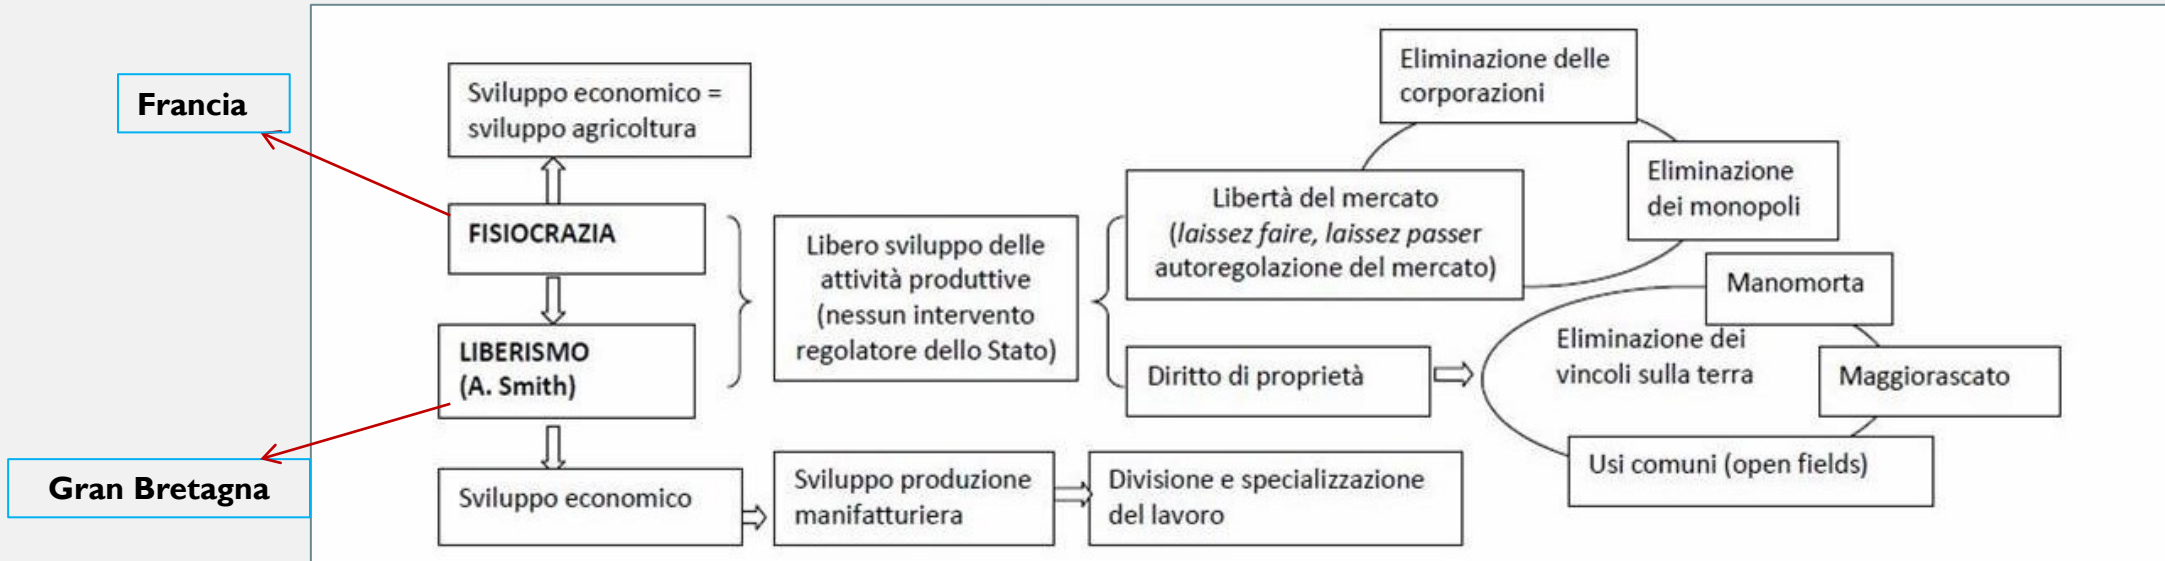 Francia
Sviluppo economico =
sviluppo agricoltura
FISIOCRAZIA
LIBERISMO
(A. Smith)
Gran Bretagna
Sviluppo economico
Sviluppo produzione
manifatturiera
Divisione e specializzazione
del lavoro
Libero sviluppo delle
attività produttive
(nessun intervento
regolatore dello Stato)
Libertà del mercato
(laissez faire, laissez passer
autoregolazione del mercato)
Diritto di proprietà
Eliminazione delle
corporazioni
Eliminazione
dei monopoli
Eliminazione dei
vincoli sulla terra
Manomorta
Maggiorascato
Usi comuni (open fields)